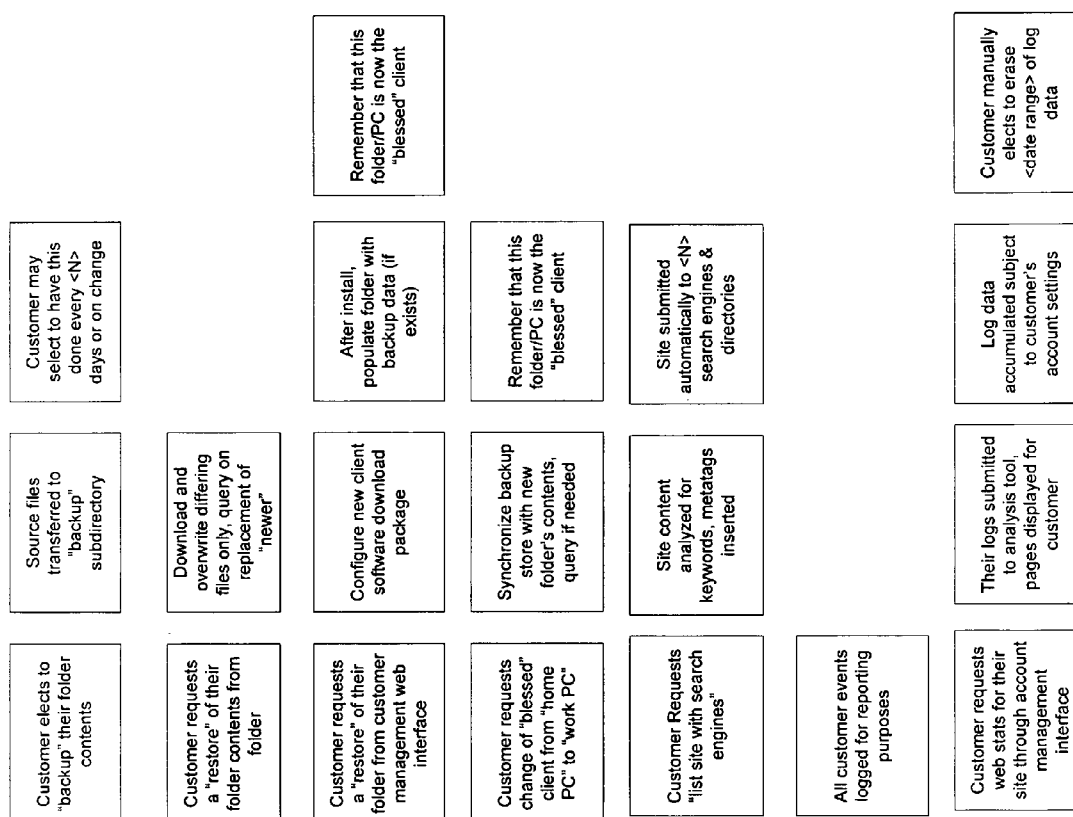 Customer elects to
"backup" their folder
contents
Source files
transferred to
"backup"
subdirectory
Customer may
select to have this
done every <N>
days or on change
Customer requests
a "restore" of their
folder contents from
folder
Download and
overwrite differing
files only, query on
replacement of
"newer"
Customer requests
a "restore" of their
folder from customer
management web
interface
Configure new client
software download
package
After install,
populate folder with
backup data (if
exists)
Remember that this
folder/PC is now the
"blessed" client
Customer requests
change of "blessed"
client from "home
PC" to "work PC"
Synchronize backup
store with new
folder's contents,
query if needed
Remember that this
folder/PC is now the
"blessed" client
Customer Requests
"list site with search
engines"
Site content
analyzed for
keywords, metatags
inserted
Site submitted
automatically to <N>
search engines &
directories
All customer events
logged for reporting
purposes
Customer requests
web stats for their
site through account
management
interface
Their logs submitted
to analysis tool,
pages displayed for
customer
Log data
accumulated subject
to customer's
account settings
Customer manually
elects to erase
<date range> of log
data